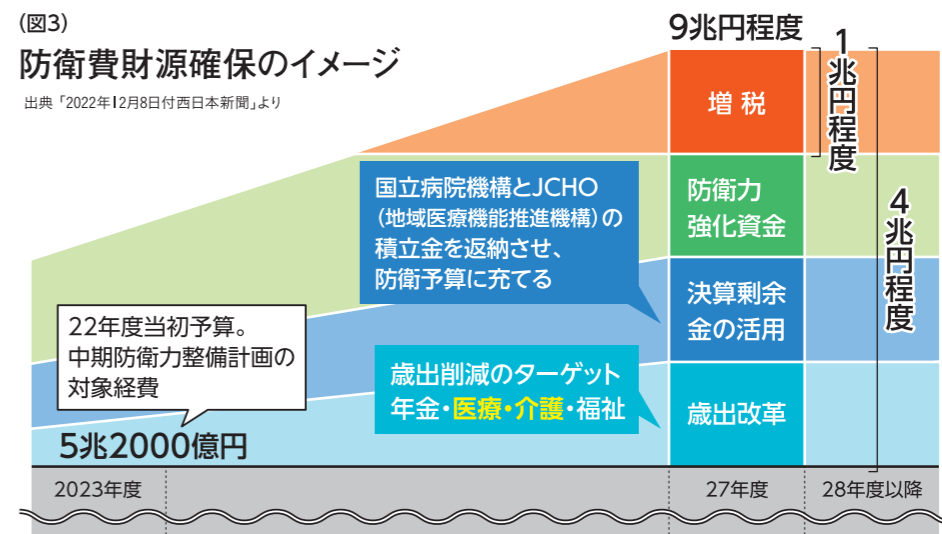 (図3)
防衛費財源確保のイメージ
出典「2022年12月8日付西日本新聞」より
9兆円程度
1兆円程度
増 税
国立病院機構とJCHO
(地域医療機能推進機構)の
積立金を返納させ、
防衛予算に充てる
防衛力
強化資金
4兆円程度
決算剰余
金の活用
22年度当初予算。
中期防衛力整備計画の
対象経費
歳出削減のターゲット
年金・医療・介護・福祉
歳出改革
5兆2000億円
2023年度
27年度
28年度以降